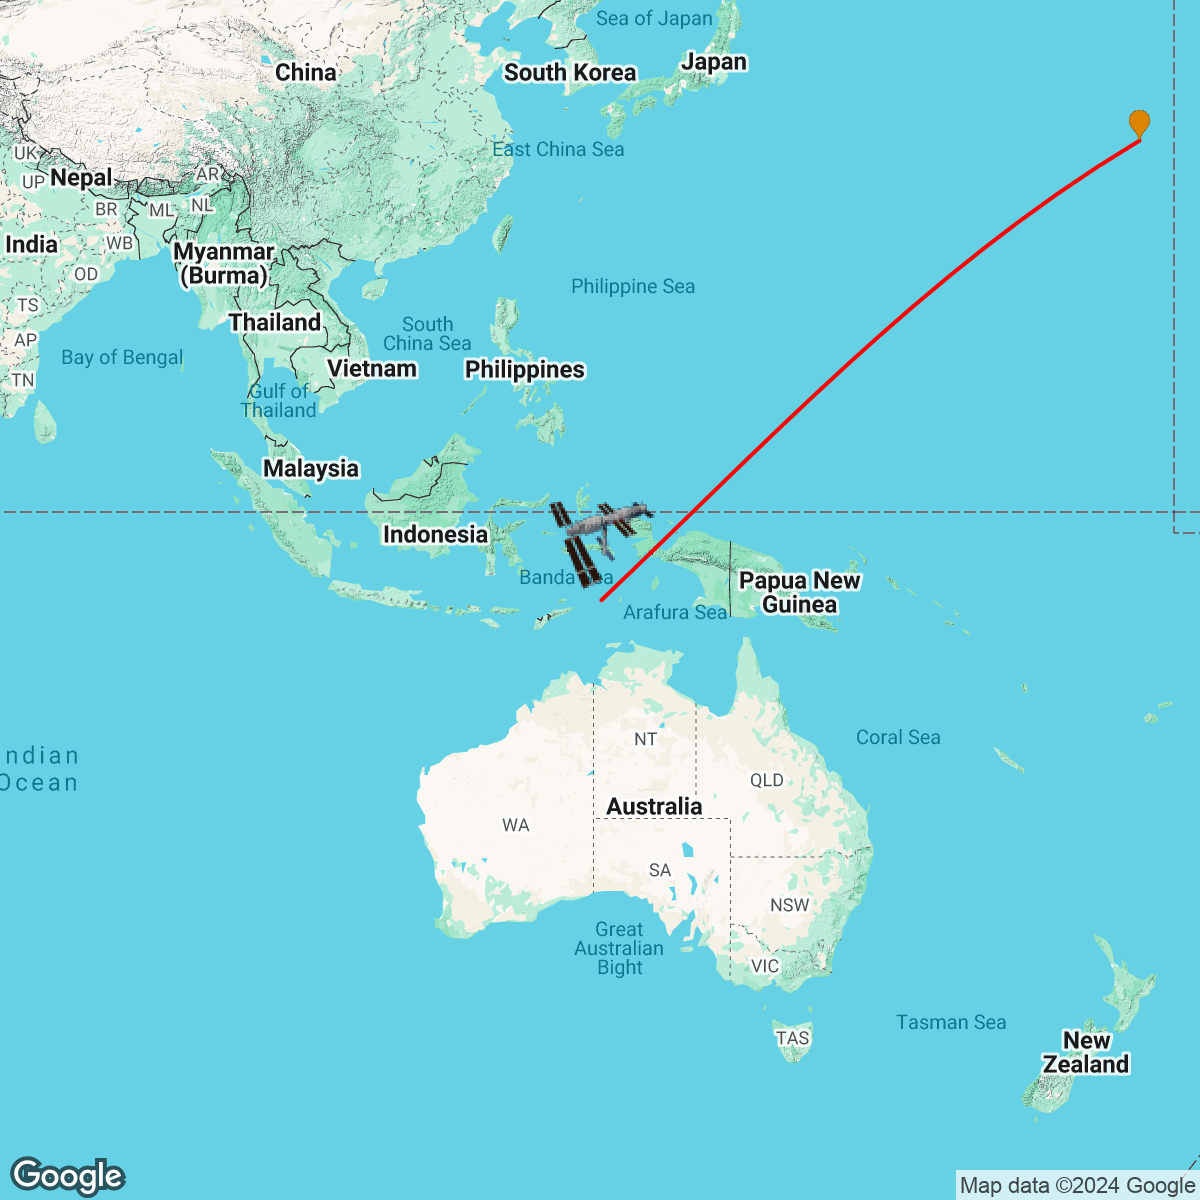 Sea of Japan
China
South Korea
Japan
East China Sea
UK
UP
Nepal
AR
BR
ML
NL
India
WB
Myanmar
(Burma)
OD
Philippine Sea
TS
Thailand
South
China Sea
AP
Bay of Bengal
Vietnam
Philippines
TN
Gulf of
Thailand
Malaysia
Indonesia
Banda Sea
Papua New
Guinea
Arafura Sea
Coral Sea
NT
ndian
Ocean
QLD
Australia
WA
SA
NSW
Great
Australian
Bight
VIC
Tasman Sea
TAS
New
Zealand
Google
Map data ©2024 Google